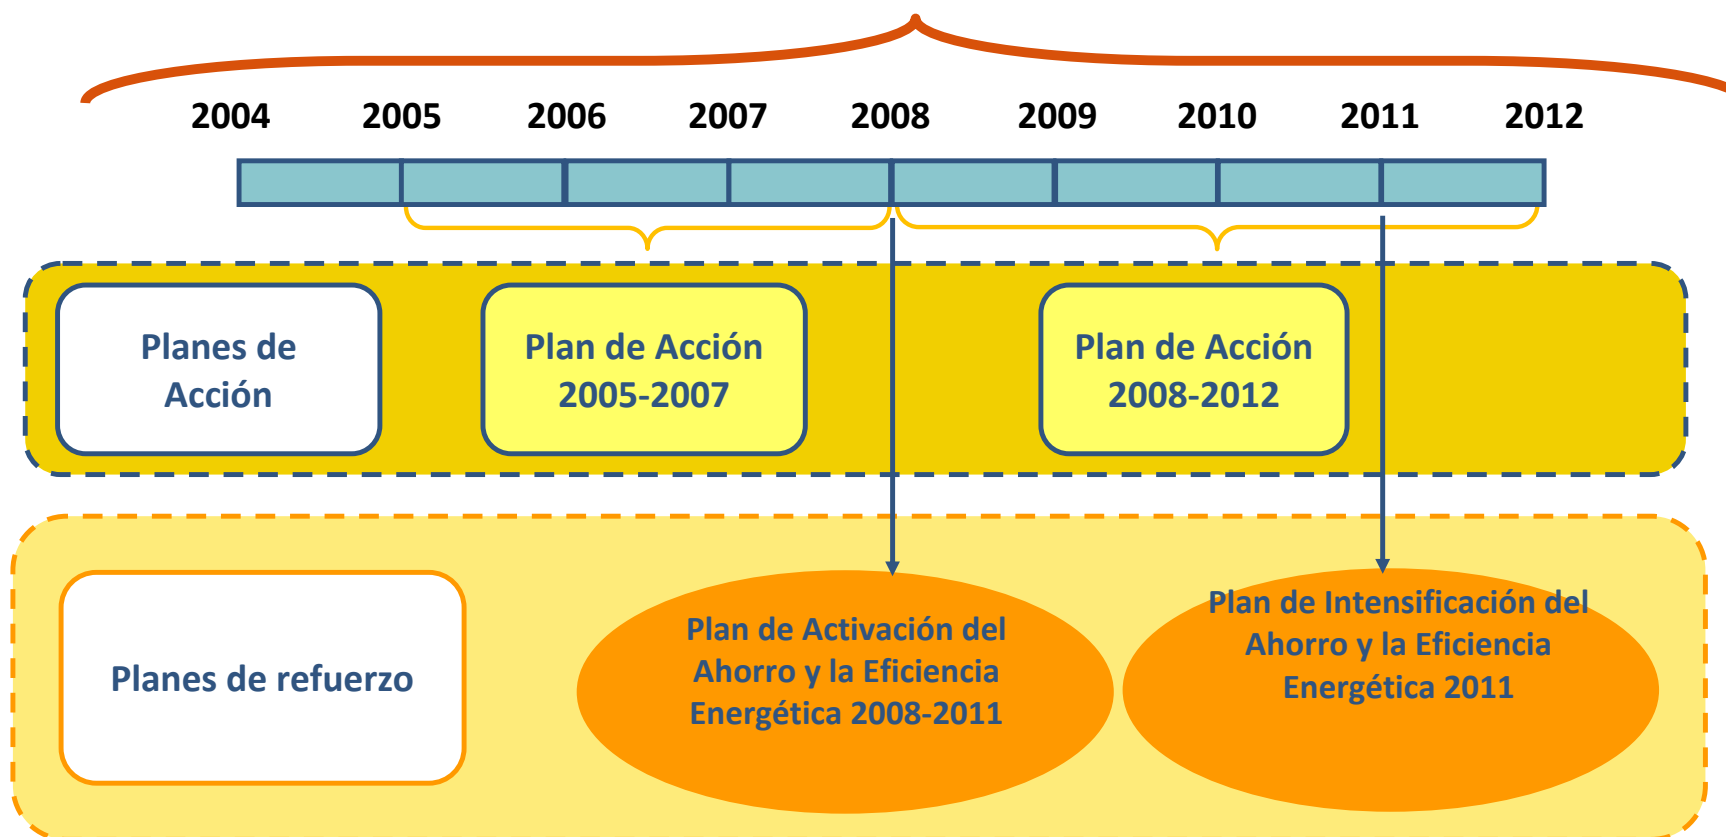 2004 2005 2006 2007 2008 2009 2010 2011 2012
Planes de
Acción
Plan de Acción
2005-2007
Plan de Acción
2008-2012
Planes de refuerzo
Plan de Activación del
Ahorro y la Eficiencia
Energética 2008-2011
Plan de Intensificación del
Ahorro y la Eficiencia
Energética 2011